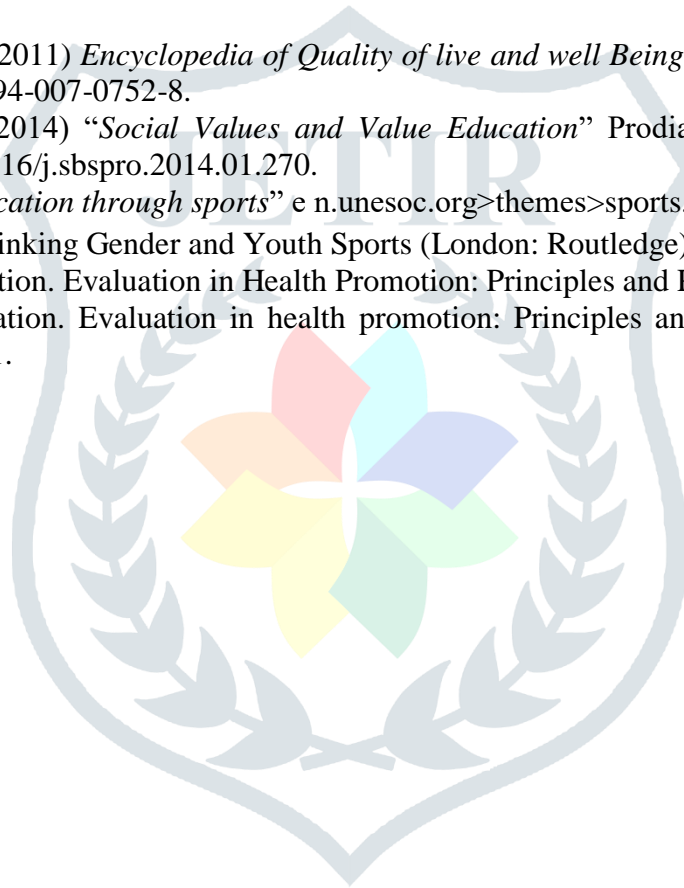 2011) Encyclopedia of Quality of live and well Being
94-007-0752-8.
2014) “Social Values and Value Education” Prodia
16/j.sbspro.2014.01.270.
cation through sports” e n.unesoc.org>themes>sports.
inking Gender and Youth Sports (London: Routledge)
tion. Evaluation in Health Promotion: Principles and
ation. Evaluation in health promotion: Principles an
.
JETIR